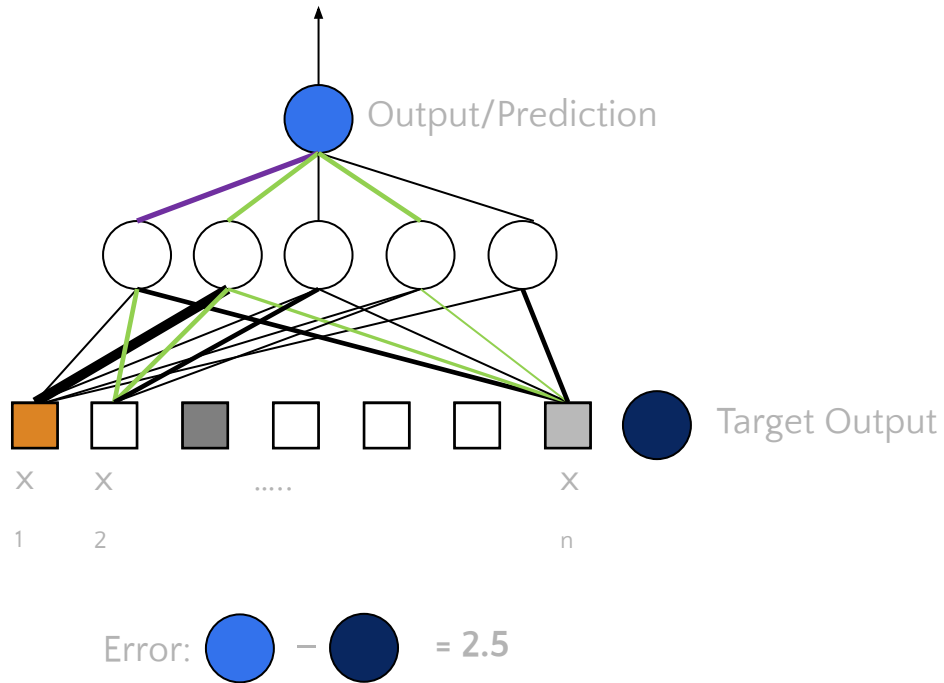 Output/Prediction
Target Output
X X ..... X
1 2 n
Error: – = 2.5